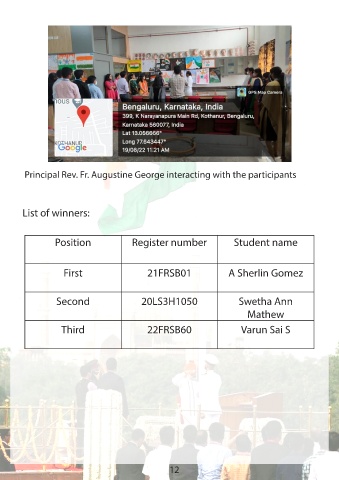 GPS Map Camera
Bengaluru, Karnataka, India
399, K Narayanapura Main Rd, Kothanur, Bengaluru,
Karnataka 560077, India
Lat 13.056666°
Long 77.643447°
19/08/22 11:21 AM
KOTHANUR
Google
Principal Rev. Fr. Augustine George interacting with the participants
List of winners:
Position Register number Student name
First 21FRSB01 A Sherlin Gomez
Second 20LS3H1050 Swetha Ann
Mathew
Third 22FRSB60 Varun Sai S
12